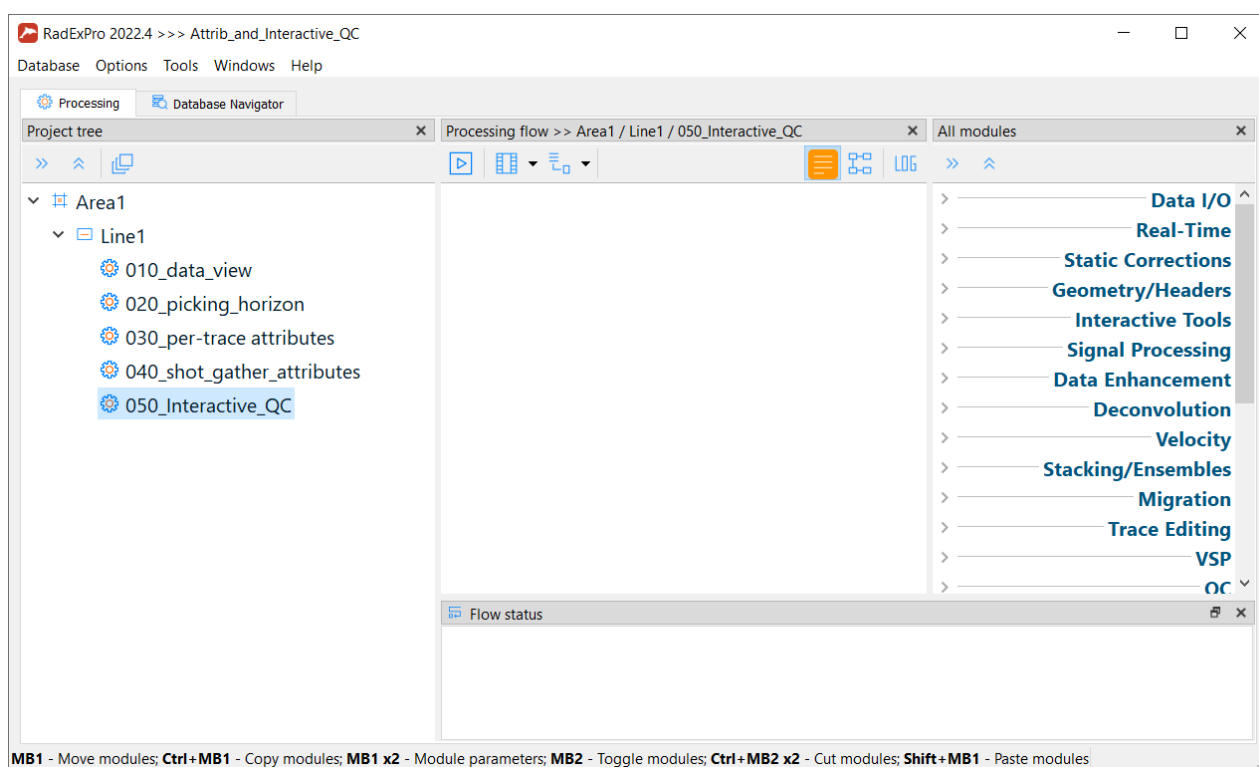 RadExPro 2022.4 >>> Attrib_and_Interactive_QC
Database Options Tools Windows Help
Processing Database Navigator
Project tree
Area1
Line1
010_data_view
020_picking_horizon
030_per-trace attributes
040_shot_gather_attributes
050_Interactive_QC
Processing flow >> Area1 / Line1 / 050_Interactive_QC
LOG
All modules
Data I/O
Real-Time
Static Corrections
Geometry/Headers
Interactive Tools
Signal Processing
Data Enhancement
Deconvolution
Velocity
Stacking/Ensembles
Migration
Trace Editing
VSP
QC
Flow status
MB1 - Move modules; Ctrl+MB1 - Copy modules; MB1 x2 - Module parameters; MB2 - Toggle modules; Ctrl+MB2 x2 - Cut modules; Shift+MB1 - Paste modules